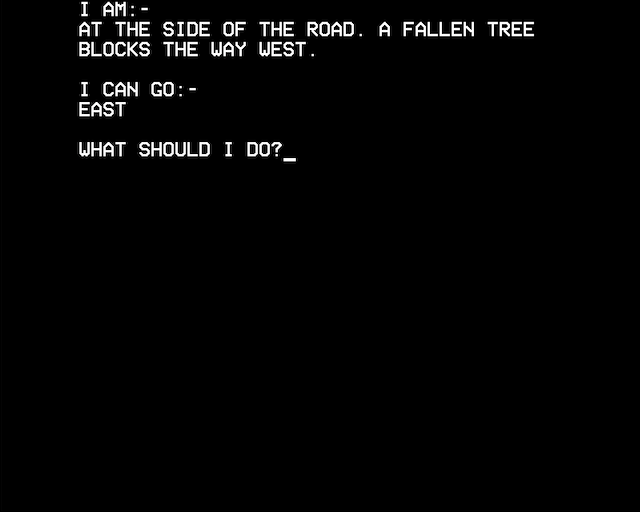 I AM:-
AT THE SIDE OF THE ROAD. A FALLEN TREE
BLOCKS THE WAY WEST.
I CAN GO:-
EAST
WHAT SHOULD I DO?_